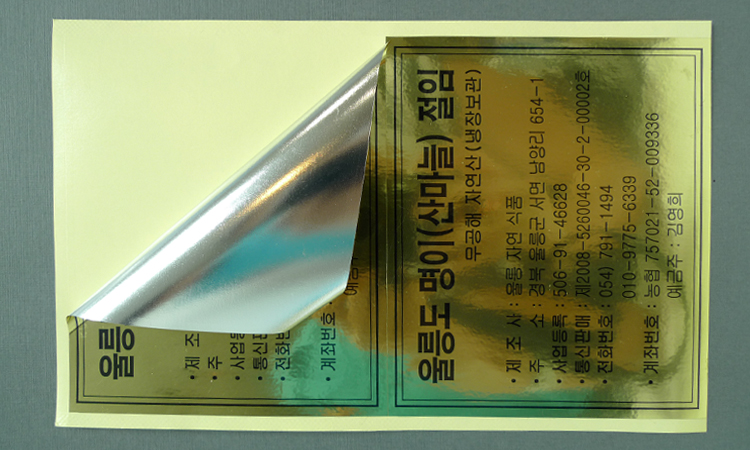 울릉도 명이(산마늘) 절임
무공해 자연산(냉장보관)
• 제 조 사 : 울릉 자연 식품
• 주 소 : 경북 울릉군 서면 남양리 654-1
• 사업등록 : 506-91-46628
• 통신판매 : 제2008-5260046-30-2-00002호
• 전화번호 : 054) 791-1494
010-9775-6339
• 계좌번호 : 농협 757021-52-009336
예금주 : 김영희
울릉
• 제 조
• 주
• 사업등
• 통신판
• 전화번
• 계좌번호 :
예금